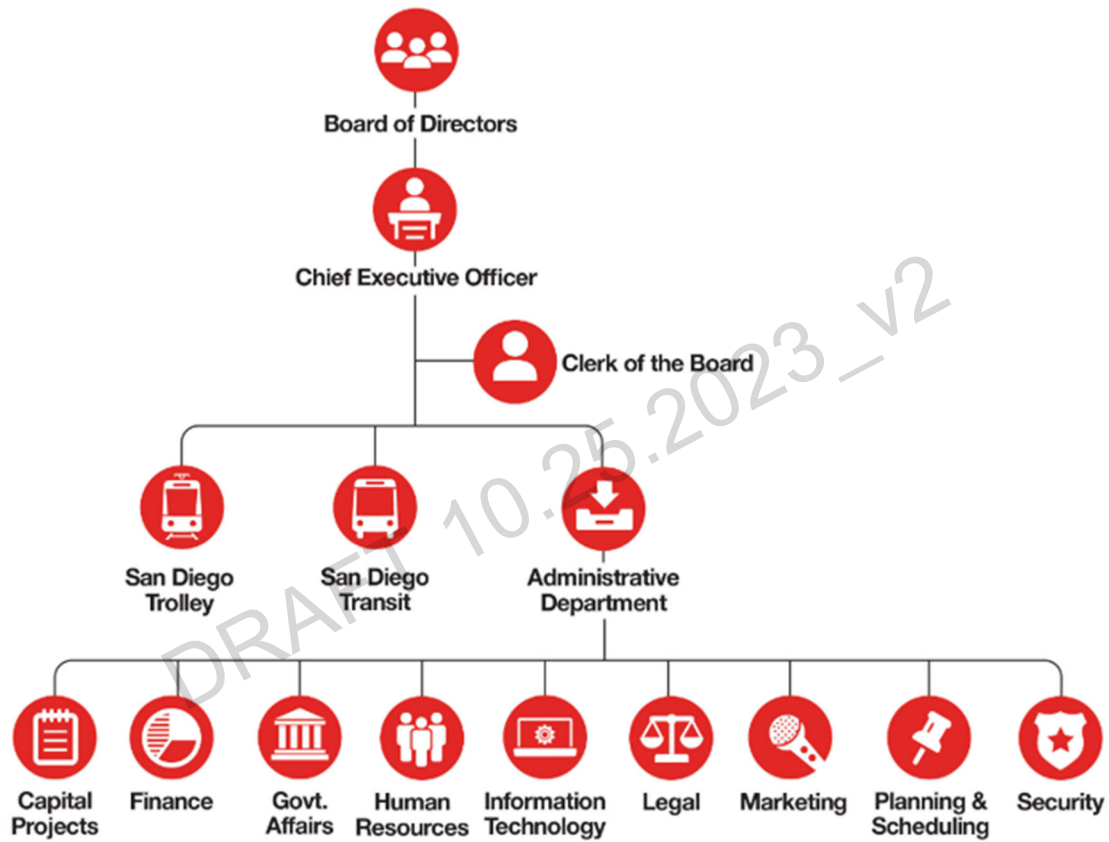 Board of Directors
Chief Executive Officer
Clerk of the Board
San Diego
Trolley
San Diego
Transit
Administrative
Department
Capital
Projects
Finance
Govt.
Affairs
Human
Resources
Information
Technology
Legal
Marketing
Planning &
Scheduling
Security
DRAFT 10.25.2023_v2